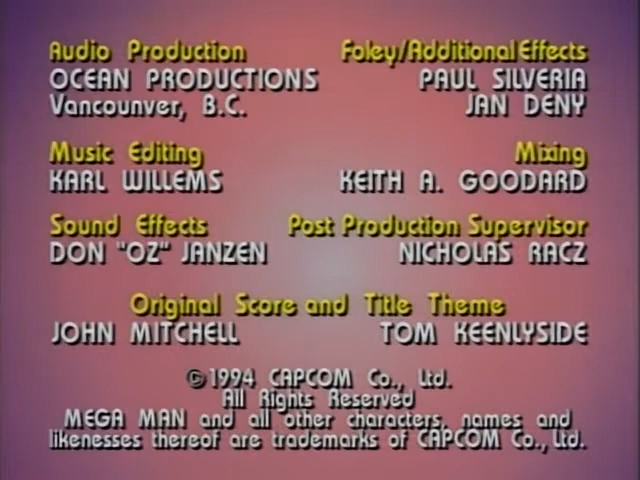 Audio Production
OCEAN PRODUCTIONS
Vancounver, B.C.
Foley/Additional Effects
PAUL SILVERIA
JAN DENY
Music Editing
KARL WILLEMS
Mixing
KEITH A. GOODARD
Sound Effects
DON "OZ" JANZEN
Post Production Supervisor
NICHOLAS RACZ
Original Score and Title Theme
JOHN MITCHELL TOM KEENLYSIDE
©1994 CAPCOM Co., Ltd.
All Rights Reserved
MEGA MAN and all other characters, names and
likenesses thereof are trademarks of CAPCOM Co., Ltd.